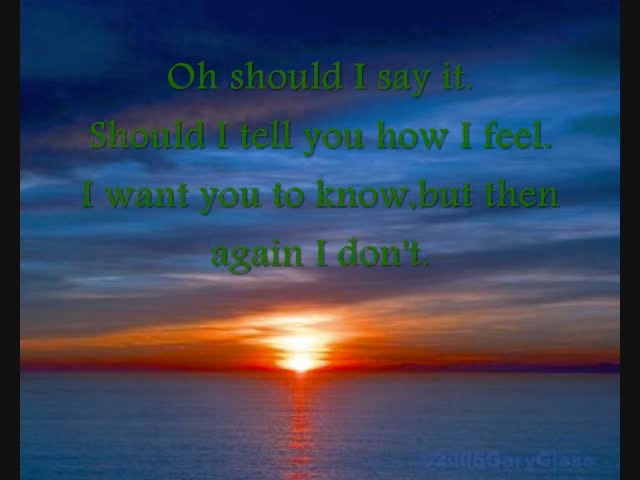 Oh should I say it.
Should I tell you how I feel.
I want you to know,but then
again I don't.